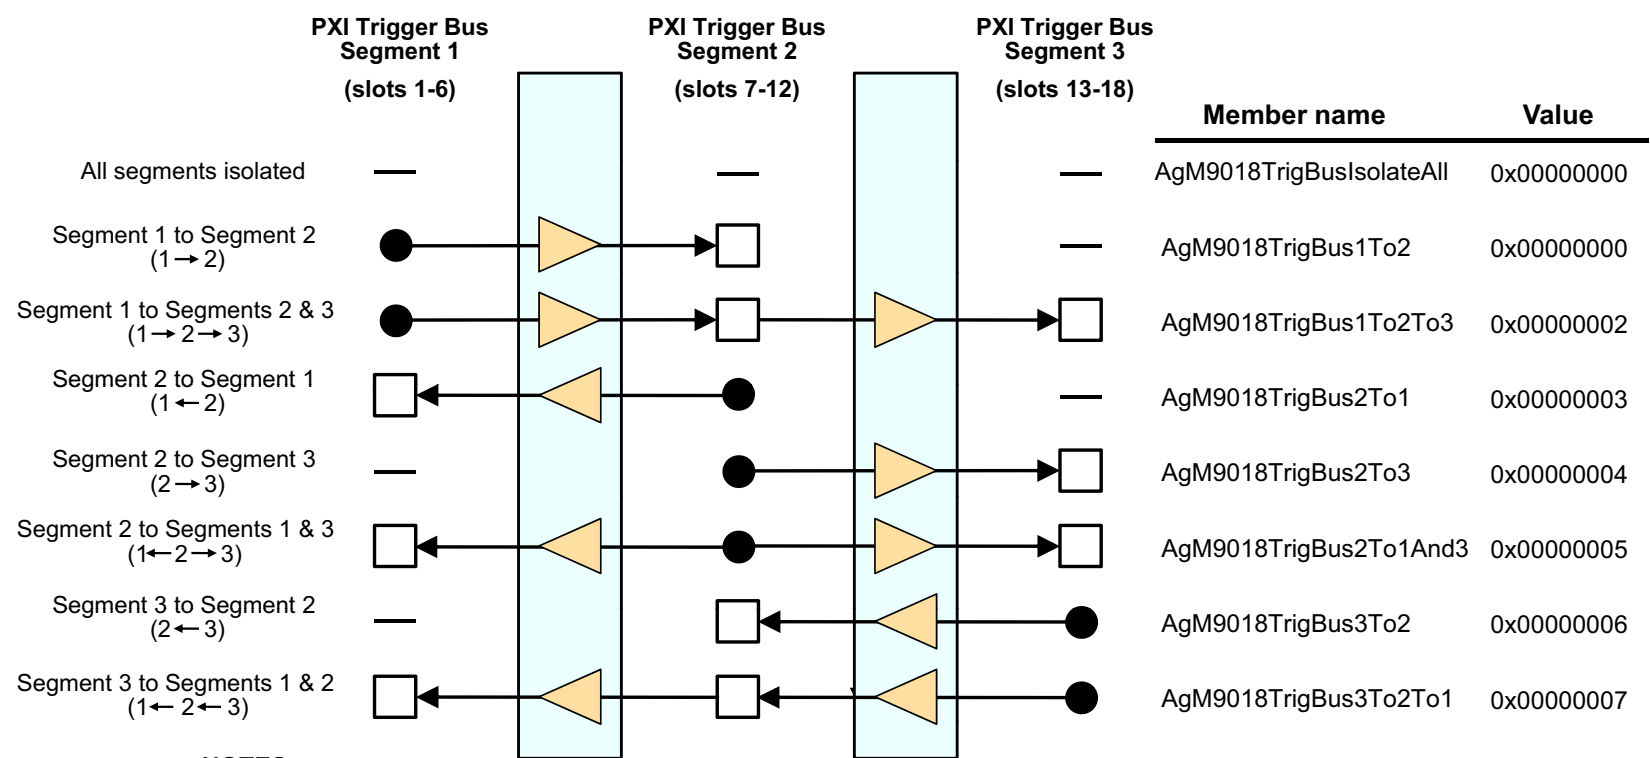 PXI Trigger Bus
Segment 1
(slots 1-6)
PXI Trigger Bus
Segment 2
(slots 7-12)
PXI Trigger Bus
Segment 3
(slots 13-18)
Member name Value
All segments isolated AgM9018TrigBusIsolateAll 0x00000000
Segment 1 to Segment 2
(1→2) AgM9018TrigBus1To2 0x00000000
Segment 1 to Segments 2 & 3
(1→2→3) AgM9018TrigBus1To2To3 0x00000002
Segment 2 to Segment 1
(1←2) AgM9018TrigBus2To1 0x00000003
Segment 2 to Segment 3
(2→3) AgM9018TrigBus2To3 0x00000004
Segment 2 to Segments 1 & 3
(1←2→3) AgM9018TrigBus2To1And3 0x00000005
Segment 3 to Segment 2
(2←3) AgM9018TrigBus3To2 0x00000006
Segment 3 to Segments 1 & 2
(1←2←3) AgM9018TrigBus3To2To1 0x00000007